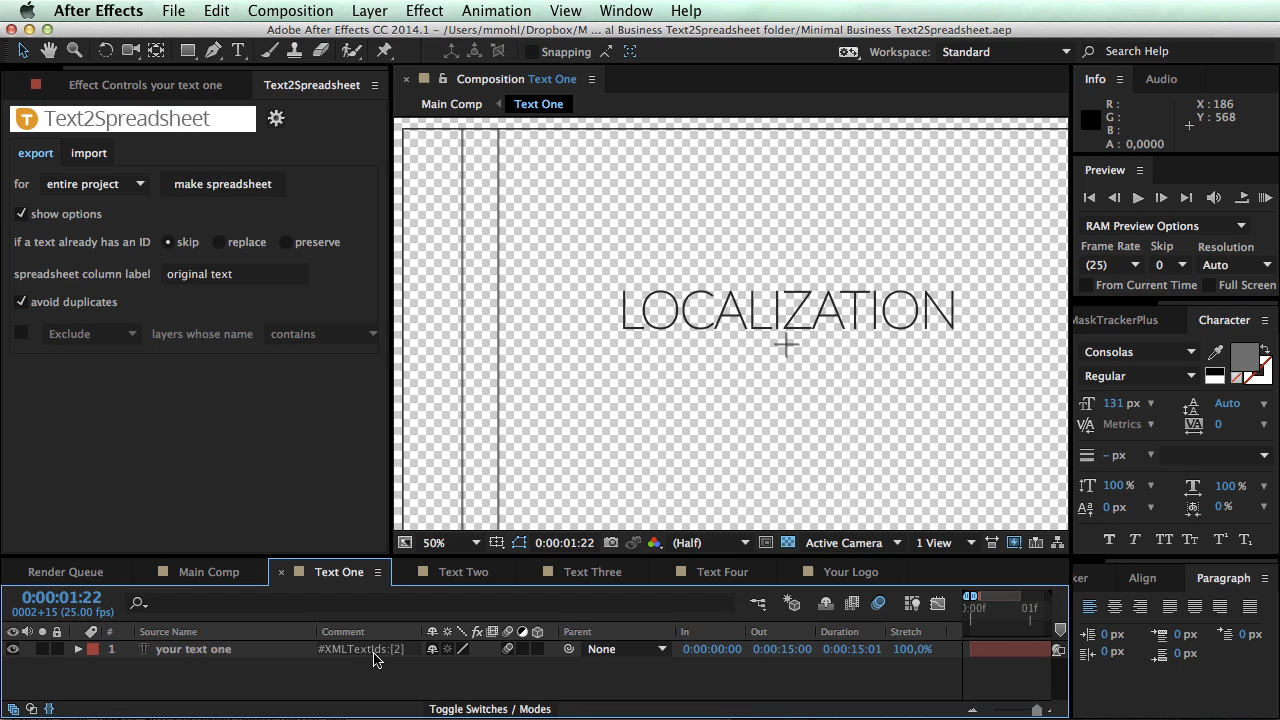 After Effects File Edit Composition Layer Effect Animation View Window Help
Adobe After Effects CC 2014.1 - /Users/mmohl/Dropbox/M ... al Business Text2Spreadsheet folder/Minimal Business Text2Spreadsheet.aep
T Snapping Workspace: Standard Search Help
Effect Controls your text one Text2Spreadsheet
× Composition Text One
Info Audio
Main Comp Text One
T Text2Spreadsheet
R: X: 186
G: Y: 568
B:
A: 0,0000
export import
for entire project make spreadsheet
show options
if a text already has an ID skip replace preserve
spreadsheet column label original text
avoid duplicates
Exclude layers whose name contains
LOCALIZATION
Preview
RAM Preview Options
Frame Rate Skip Resolution
(25) 0 Auto
From Current Time Full Screen
MaskTrackerPlus Character
Consolas
Regular
131 px Auto
Metrics 0
– px
100 % 100 %
0 px 0 %
T T TT Tт T¹ T₁
50% 0:00:01:22 (Half) Active Camera 1 View
Render Queue Main Comp × Text One Text Two Text Three Text Four Your Logo
ker Align Paragraph
0:00:01:22
0002+15 (25.00 fps)
0:00f 01f
# Source Name Comment fx Parent In Out Duration Stretch
1 T your text one #XMLTextIds:[2] None 0:00:00:00 0:00:15:00 0:00:15:01 100,0%
0 px 0 px
0 px 0 px
Toggle Switches / Modes